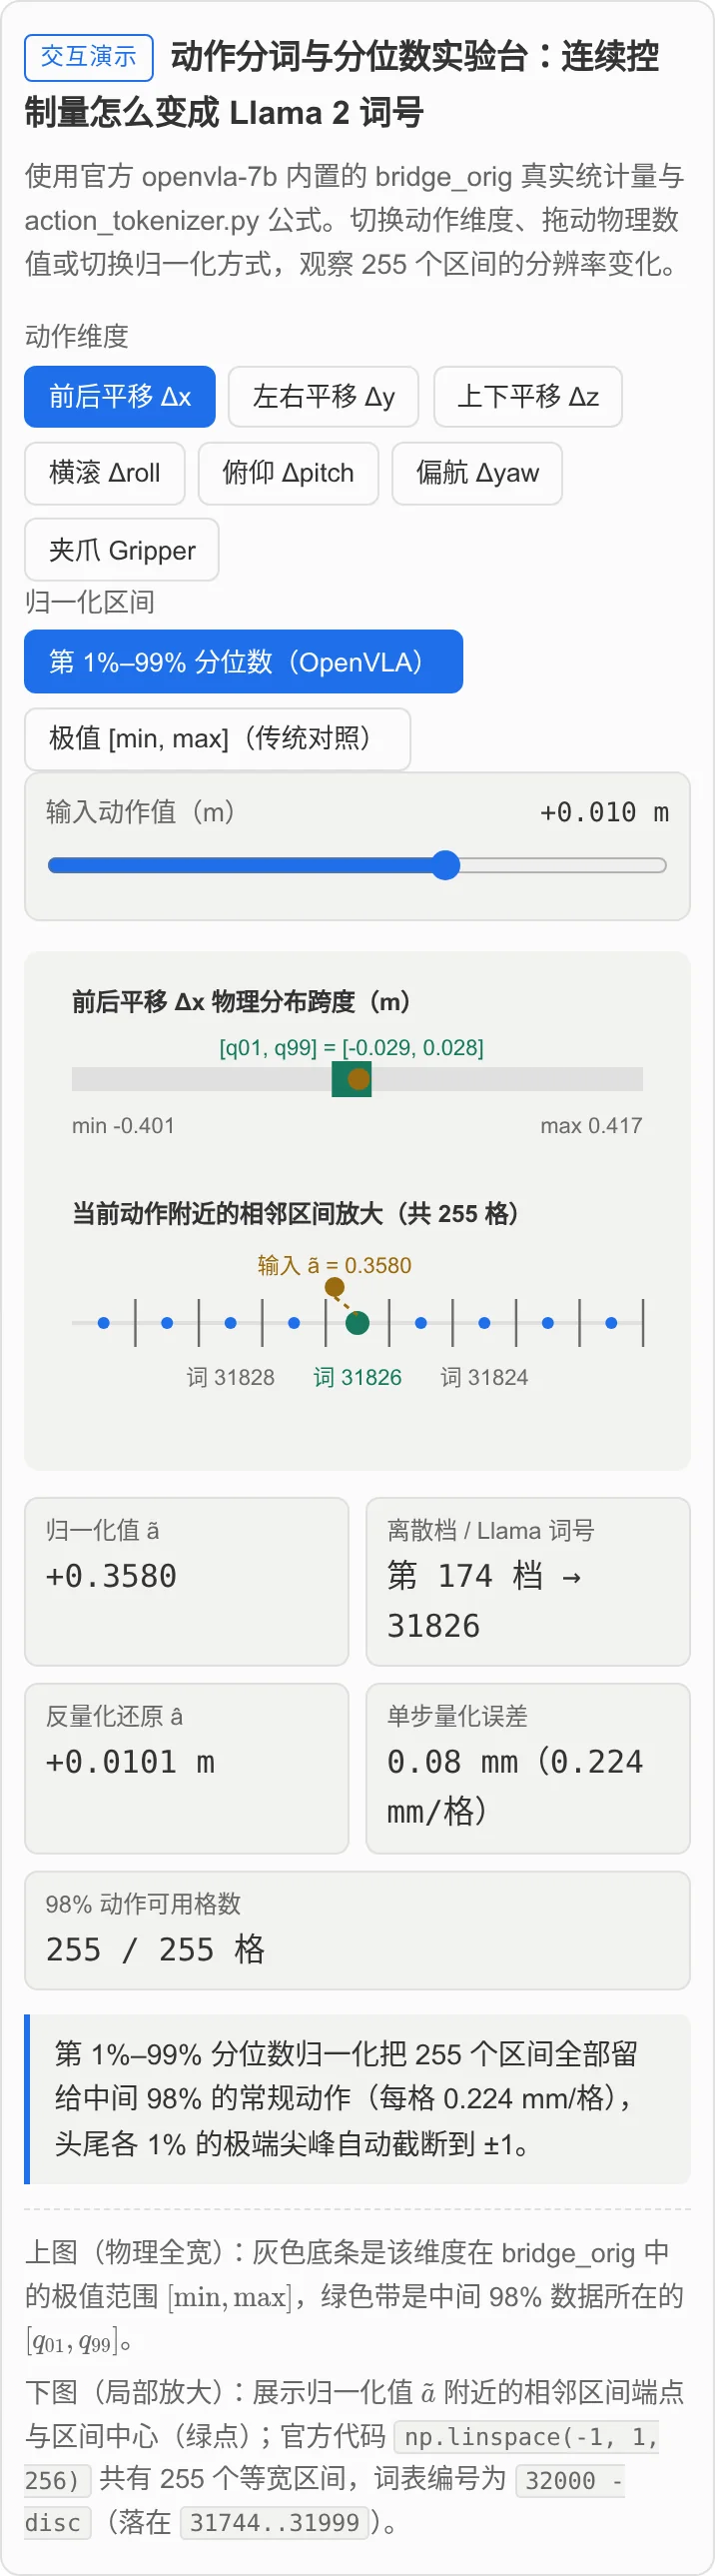 交互演示 动作分词与分位数实验台：连续控
制量怎么变成 Llama 2 词号
使用官方 openvla-7b 内置的 bridge_orig 真实统计量与
action_tokenizer.py 公式。切换动作维度、拖动物理数
值或切换归一化方式，观察 255 个区间的分辨率变化。
动作维度
前后平移 Δx 左右平移 Δy 上下平移 Δz
横滚 Δroll 俯仰 Δpitch 偏航 Δyaw
夹爪 Gripper
归一化区间
第 1%–99% 分位数（OpenVLA）
极值 [min, max]（传统对照）
输入动作值（m） +0.010 m
前后平移 Δx 物理分布跨度（m）
[q01, q99] = [-0.029, 0.028]
min -0.401 max 0.417
当前动作附近的相邻区间放大（共 255 格）
输入 ã = 0.3580
词 31828 词 31826 词 31824
归一化值 ã
+0.3580
离散档 / Llama 词号
第 174 档 →
31826
反量化还原 â
+0.0101 m
单步量化误差
0.08 mm（0.224
mm/格）
98% 动作可用格数
255 / 255 格
第 1%–99% 分位数归一化把 255 个区间全部留
给中间 98% 的常规动作（每格 0.224 mm/格），
头尾各 1% 的极端尖峰自动截断到 ±1。
上图（物理全宽）：灰色底条是该维度在 bridge_orig 中
的极值范围 [min, max]，绿色带是中间 98% 数据所在的
[q₀₁, q₉₉]。
下图（局部放大）：展示归一化值 ã 附近的相邻区间端点
与区间中心（绿点）；官方代码 np.linspace(-1, 1,
256) 共有 255 个等宽区间，词表编号为 32000 -
disc（落在 31744..31999）。